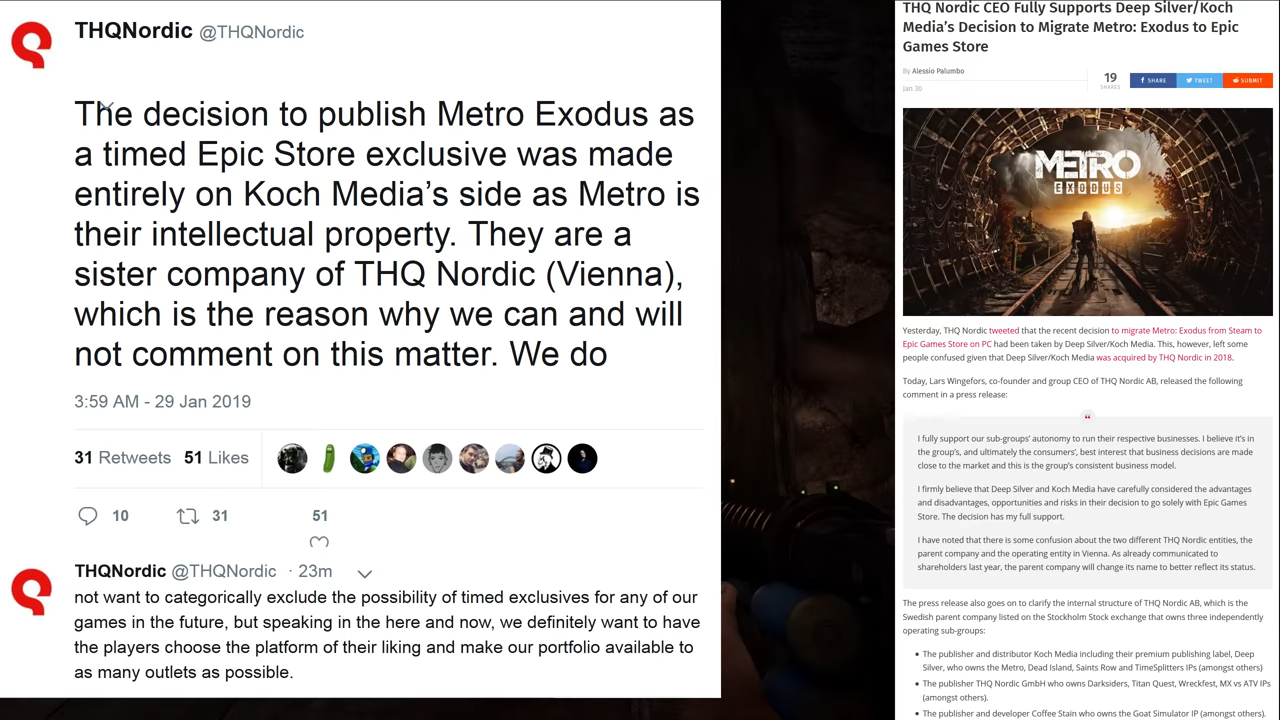 THQNordic @THQNordic
The decision to publish Metro Exodus as
a timed Epic Store exclusive was made
entirely on Koch Media’s side as Metro is
their intellectual property. They are a
sister company of THQ Nordic (Vienna),
which is the reason why we can and will
not comment on this matter. We do
3:59 AM - 29 Jan 2019
31 Retweets 51 Likes
10 31 51
THQNordic @THQNordic · 23m
not want to categorically exclude the possibility of timed exclusives for any of our
games in the future, but speaking in the here and now, we definitely want to have
the players choose the platform of their liking and make our portfolio available to
as many outlets as possible.
THQ Nordic CEO Fully Supports Deep Silver/Koch
Media’s Decision to Migrate Metro: Exodus to Epic
Games Store
By Alessio Palumbo
Jan 30
19
SHARES
SHARE TWEET SUBMIT
METRO
EXODUS
Yesterday, THQ Nordic tweeted that the recent decision to migrate Metro: Exodus from Steam to
Epic Games Store on PC had been taken by Deep Silver/Koch Media. This, however, left some
people confused given that Deep Silver/Koch Media was acquired by THQ Nordic in 2018.
Today, Lars Wingefors, co-founder and group CEO of THQ Nordic AB, released the following
comment in a press release:
“
I fully support our sub-groups’ autonomy to run their respective businesses. I believe it’s in
the group’s, and ultimately the consumers’, best interest that business decisions are made
close to the market and this is the group’s consistent business model.
I firmly believe that Deep Silver and Koch Media have carefully considered the advantages
and disadvantages, opportunities and risks in their decision to go solely with Epic Games
Store. The decision has my full support.
I have noted that there is some confusion about the two different THQ Nordic entities, the
parent company and the operating entity in Vienna. As already communicated to
shareholders last year, the parent company will change its name to better reflect its status.
The press release also goes on to clarify the internal structure of THQ Nordic AB, which is the
Swedish parent company listed on the Stockholm Stock exchange that owns three independently
operating sub-groups:
• The publisher and distributor Koch Media including their premium publishing label, Deep
Silver, who owns the Metro, Dead Island, Saints Row and TimeSplitters IPs (amongst others)
• The publisher THQ Nordic GmbH who owns Darksiders, Titan Quest, Wreckfest, MX vs ATV IPs
(amongst others).
• The publisher and developer Coffee Stain who owns the Goat Simulator IP (amongst others).